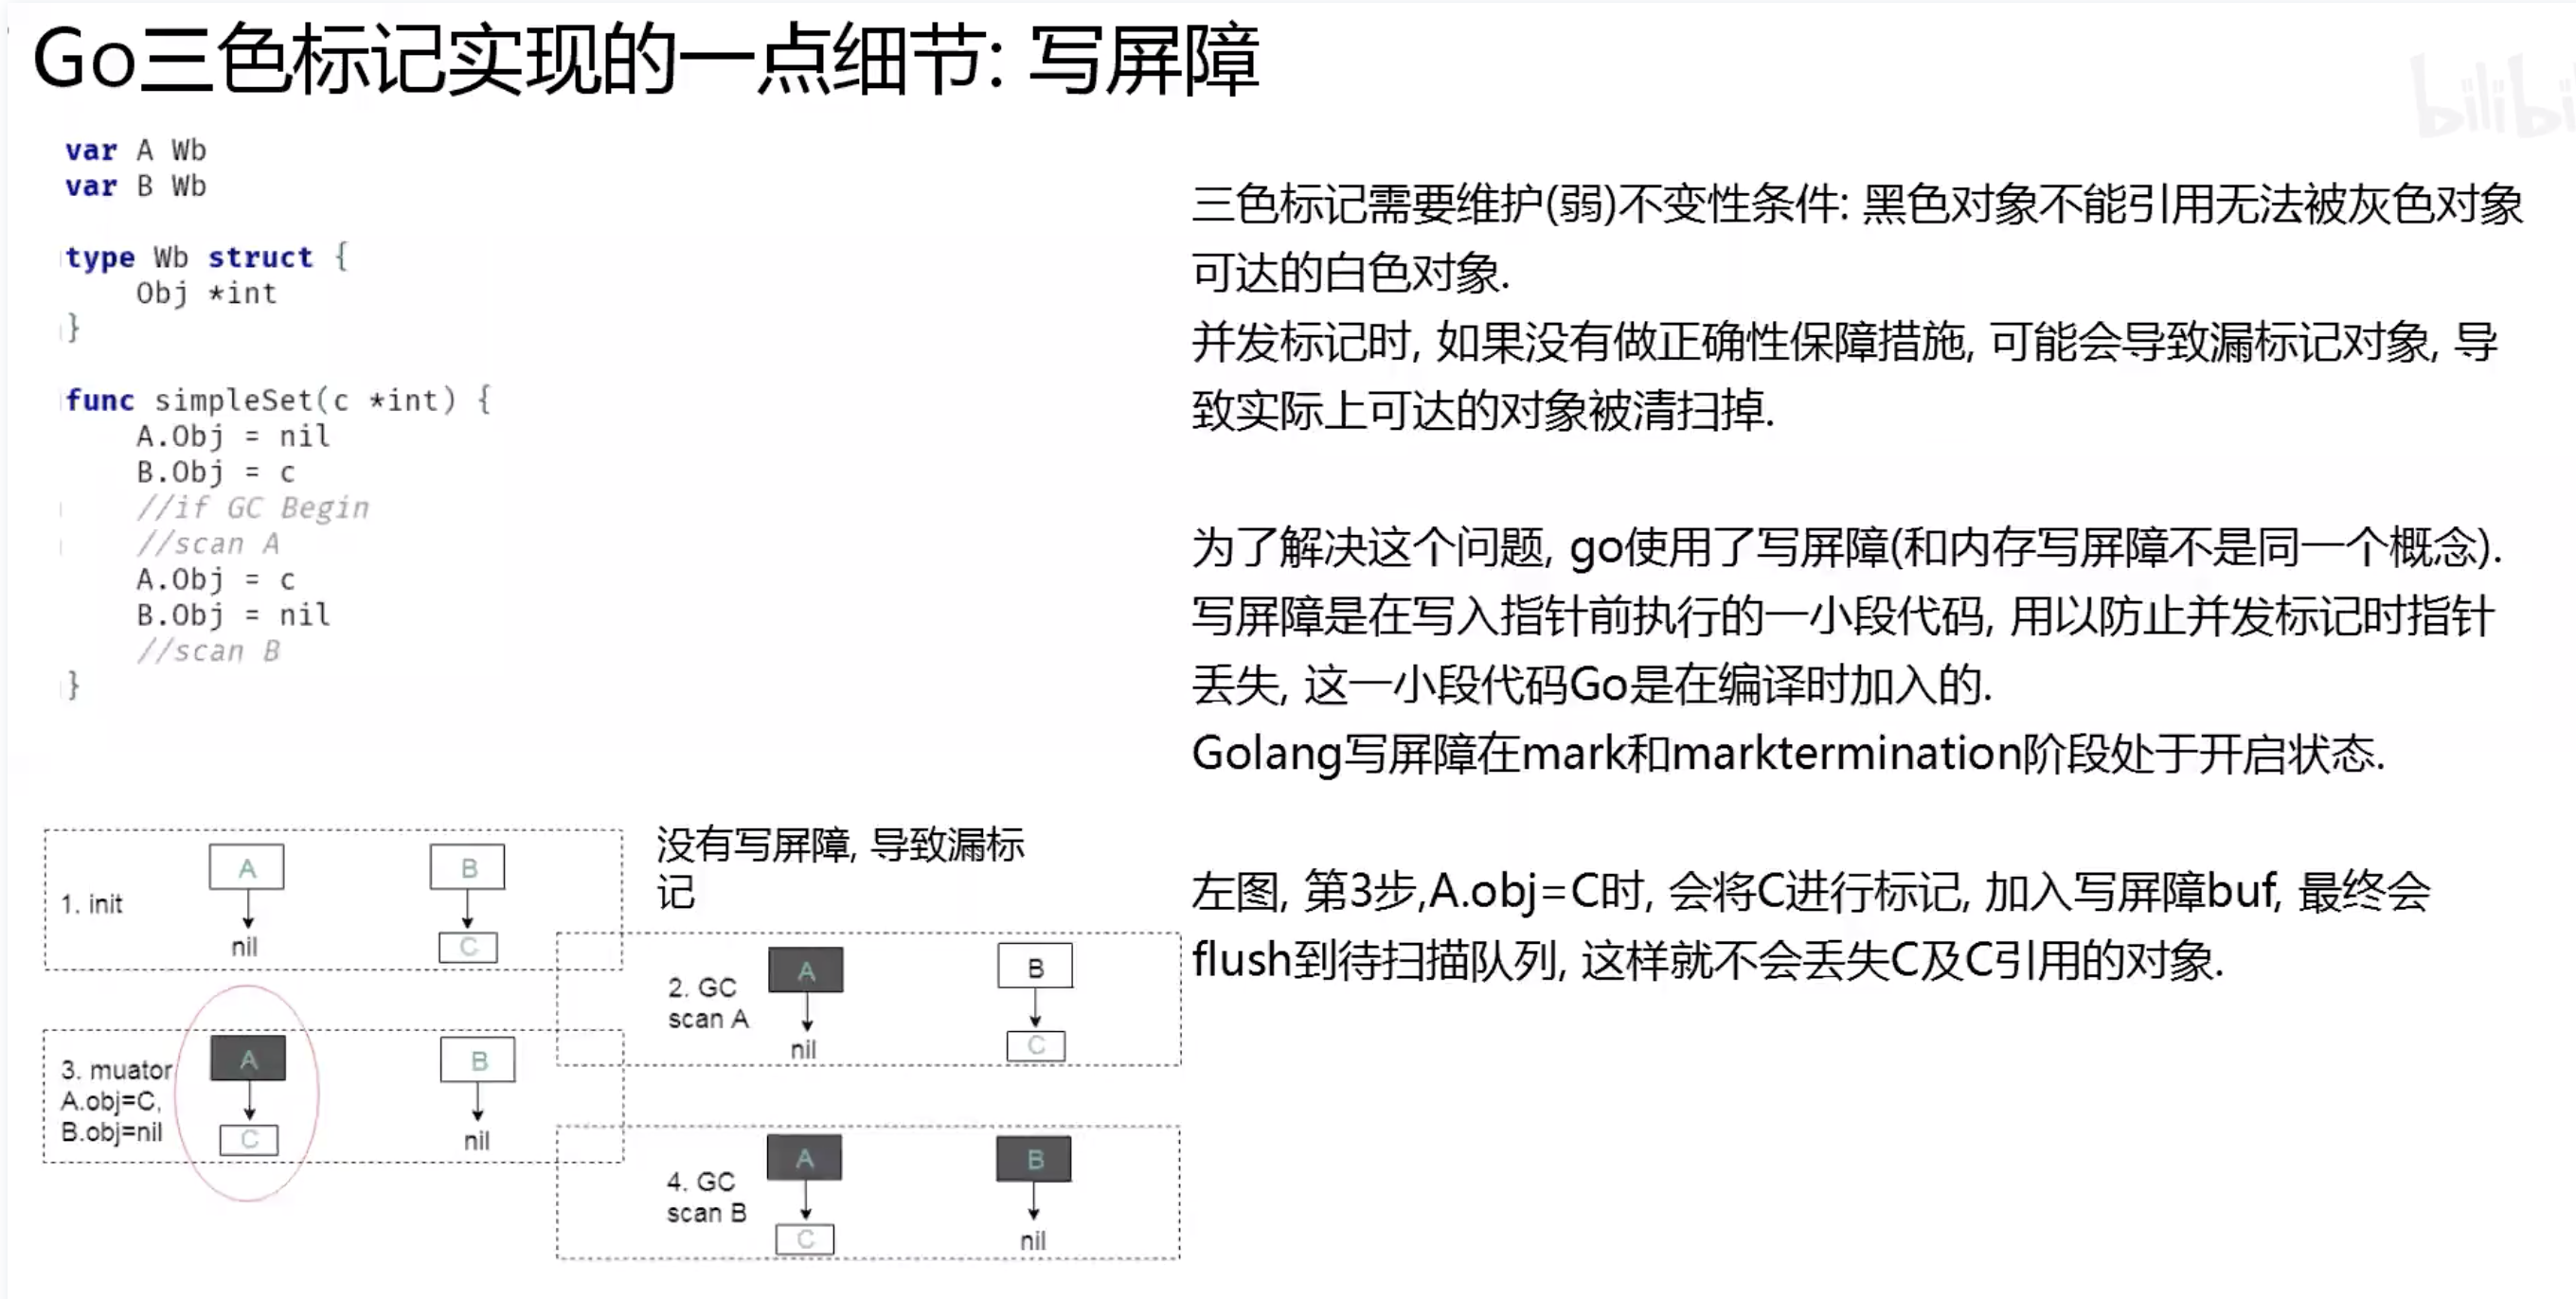 Go三色标记实现的一点细节: 写屏障
var A Wb
var B Wb
type Wb struct {
Obj *int
}
func simpleSet(c *int) {
A.Obj = nil
B.Obj = c
//if GC Begin
//scan A
A.Obj = c
B.Obj = nil
//scan B
}
三色标记需要维护(弱)不变性条件: 黑色对象不能引用无法被灰色对象
可达的白色对象.
并发标记时, 如果没有做正确性保障措施, 可能会导致漏标记对象, 导
致实际上可达的对象被清扫掉.
为了解决这个问题, go使用了写屏障(和内存写屏障不是同一个概念).
写屏障是在写入指针前执行的一小段代码, 用以防止并发标记时指针
丢失, 这一小段代码Go是在编译时加入的.
Golang写屏障在mark和marktermination阶段处于开启状态.
左图, 第3步,A.obj=C时, 会将C进行标记, 加入写屏障buf, 最终会
flush到待扫描队列, 这样就不会丢失C及C引用的对象.
没有写屏障, 导致漏标
记
1. init
A
B
nil
C
2. GC
scan A
A
B
nil
C
3. muator
A.obj=C,
B.obj=nil
A
B
C
nil
4. GC
scan B
A
B
C
nil